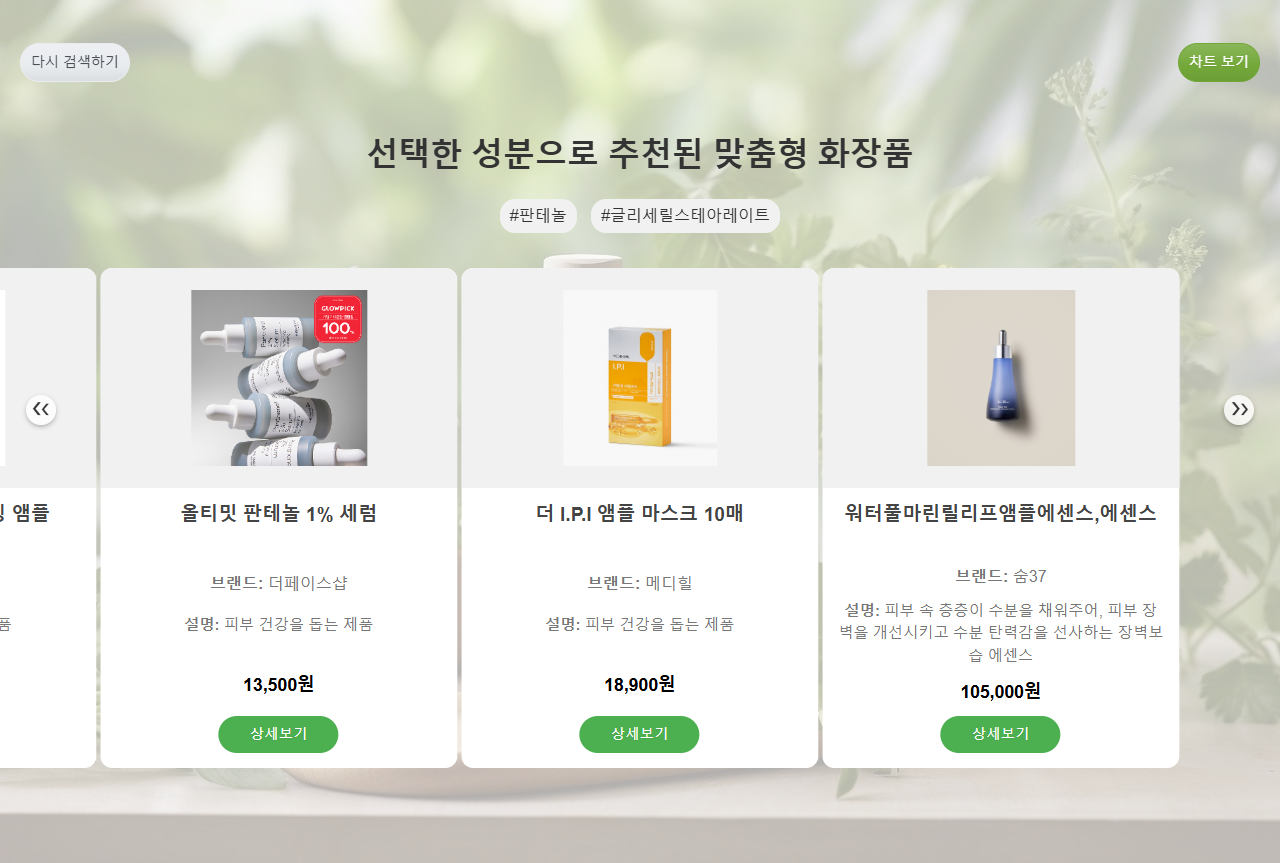 다시 검색하기
차트 보기
선택한 성분으로 추천된 맞춤형 화장품
#판테놀
#글리세릴스테아레이트
앰플
품
GLOWPICK
100%
올티밋 판테놀 1% 세럼
브랜드: 더페이스샵
설명: 피부 건강을 돕는 제품
13,500원
상세보기
I.P.I
더 I.P.I 앰플 마스크 10매
브랜드: 메디힐
설명: 피부 건강을 돕는 제품
18,900원
상세보기
워터풀마린릴리프앰플에센스,에센스
브랜드: 숨37
설명: 피부 속 층층이 수분을 채워주어, 피부 장
벽을 개선시키고 수분 탄력감을 선사하는 장벽보
습 에센스
105,000원
상세보기